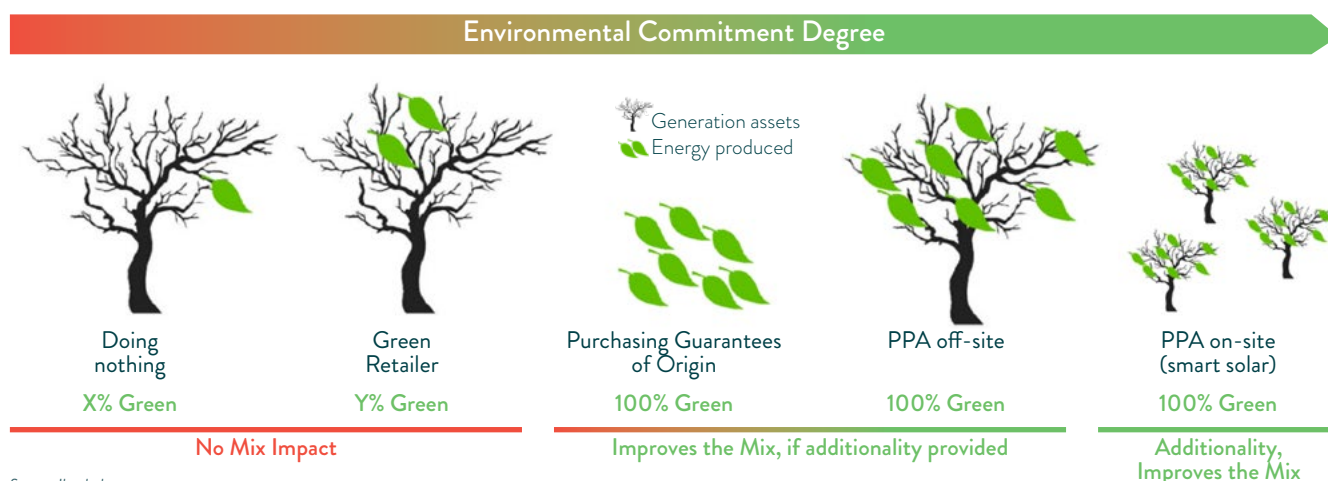 Environmental Commitment Degree
Generation assets
Energy produced
Doing
nothing
X% Green
Green
Retailer
Y% Green
Purchasing Guarantees
of Origin
100% Green
PPA off-site
100% Green
PPA on-site
(smart solar)
100% Green
No Mix Impact
Improves the Mix, if additionality provided
Additionality,
Improves the Mix